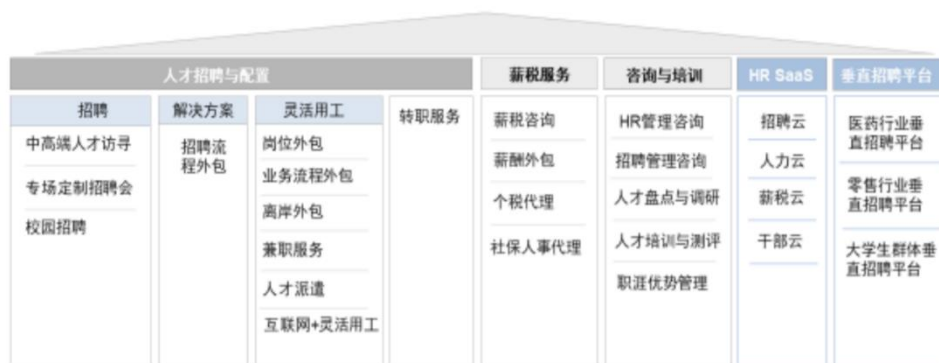 人才招聘与配置
薪税服务
咨询与培训
HR SaaS
垂直招聘平台
招聘
中高端人才访寻
专场定制招聘会
校园招聘
解决方案
招聘流
程外包
灵活用工
岗位外包
业务流程外包
离岸外包
兼职服务
人才派遣
互联网+灵活用工
转职服务
薪税咨询
薪酬外包
个税代理
社保人事代理
HR管理咨询
招聘管理咨询
人才盘点与调研
人才培训与测评
职涯优势管理
招聘云
人力云
薪税云
干部云
医药行业垂
直招聘平台
零售行业垂
直招聘平台
大学生群体垂
直招聘平台